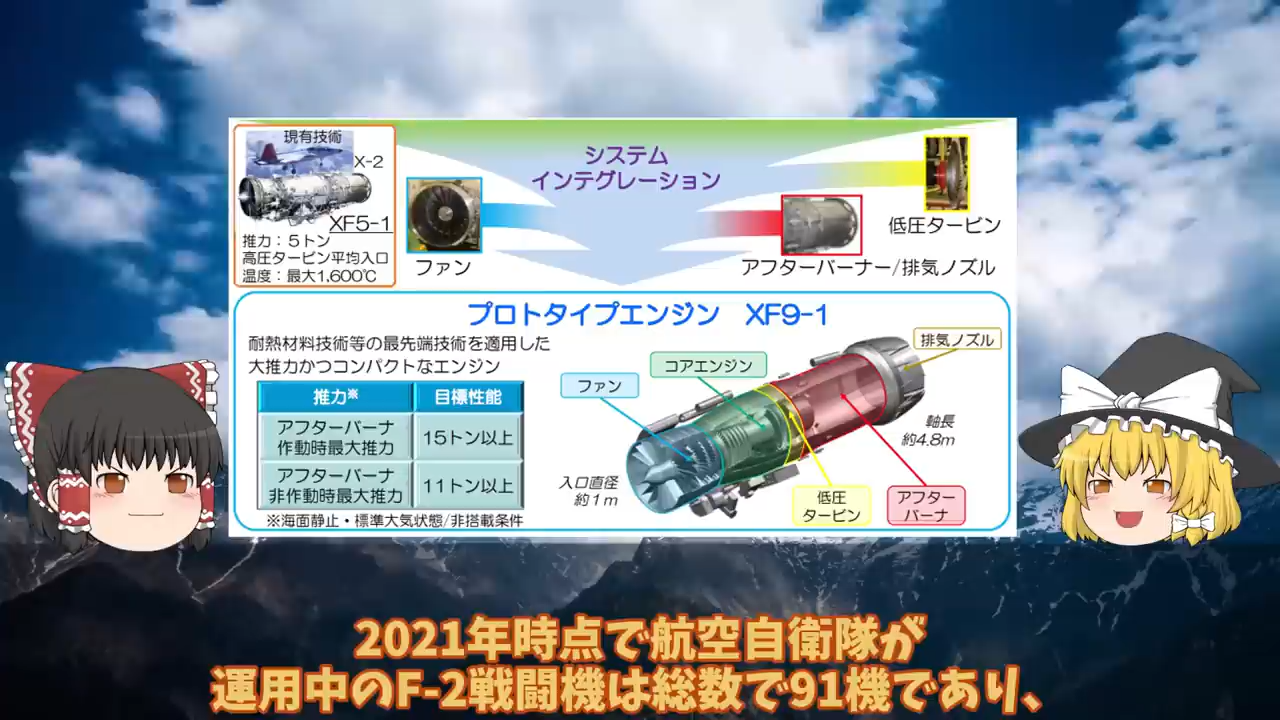 現有技術
X-2
XF5-1
推力：５トン
高圧タービン平均入口
温度：最大1,600℃
ファン
システム
インテグレーション
低圧タービン
アフターバーナー/排気ノズル
プロトタイプエンジン　XF9-1
耐熱材料技術等の最先端技術を適用した
大推力かつコンパクトなエンジン
推力※
目標性能
アフターバーナ
作動時最大推力
15トン以上
アフターバーナ
非作動時最大推力
11トン以上
※海面静止・標準大気状態/非搭載条件
ファン
コアエンジン
排気ノズル
軸長
約4.8m
入口直径
約１m
低圧
タービン
アフター
バーナ
2021年時点で航空自衛隊が
運用中のF-2戦闘機は総数で91機であり、